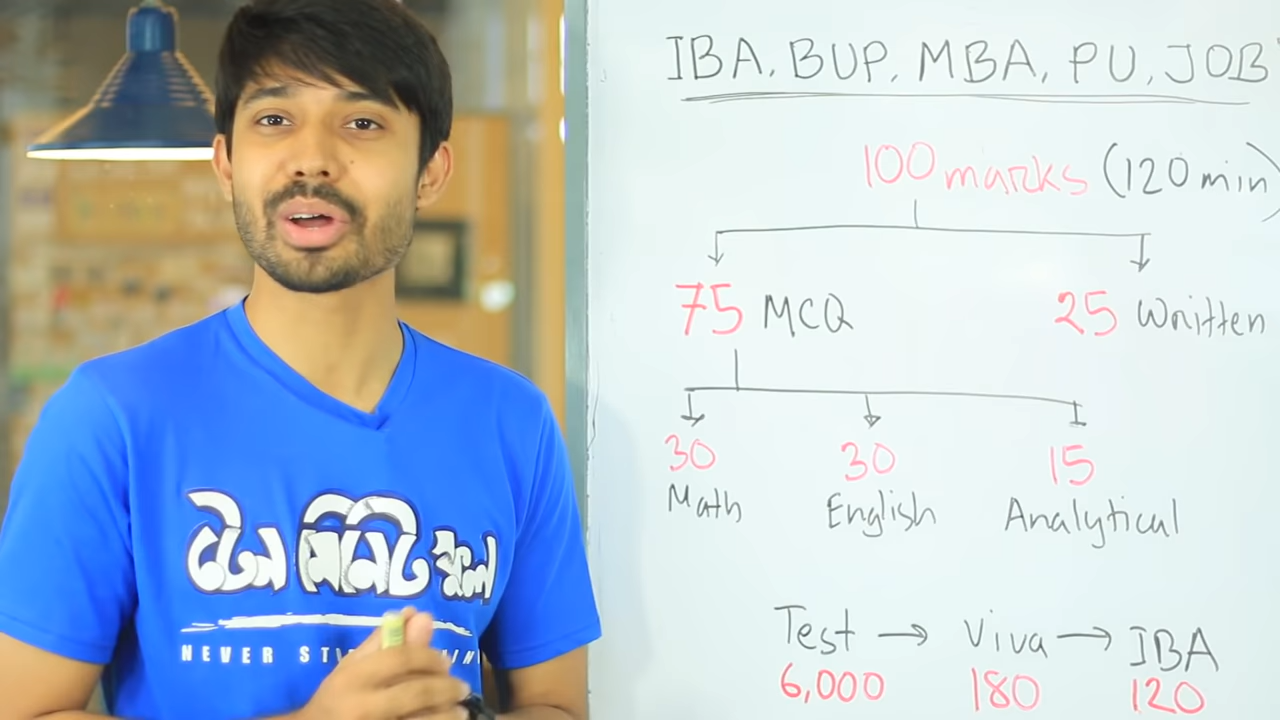 IBA, BUP, MBA, PU, JOB
100 marks (120 min)
75 MCQ
25 Written
30
Math
30
English
15
Analytical
Test → Viva → IBA
6,000 180 120
টেন মিনিট স্কুল
NEVER